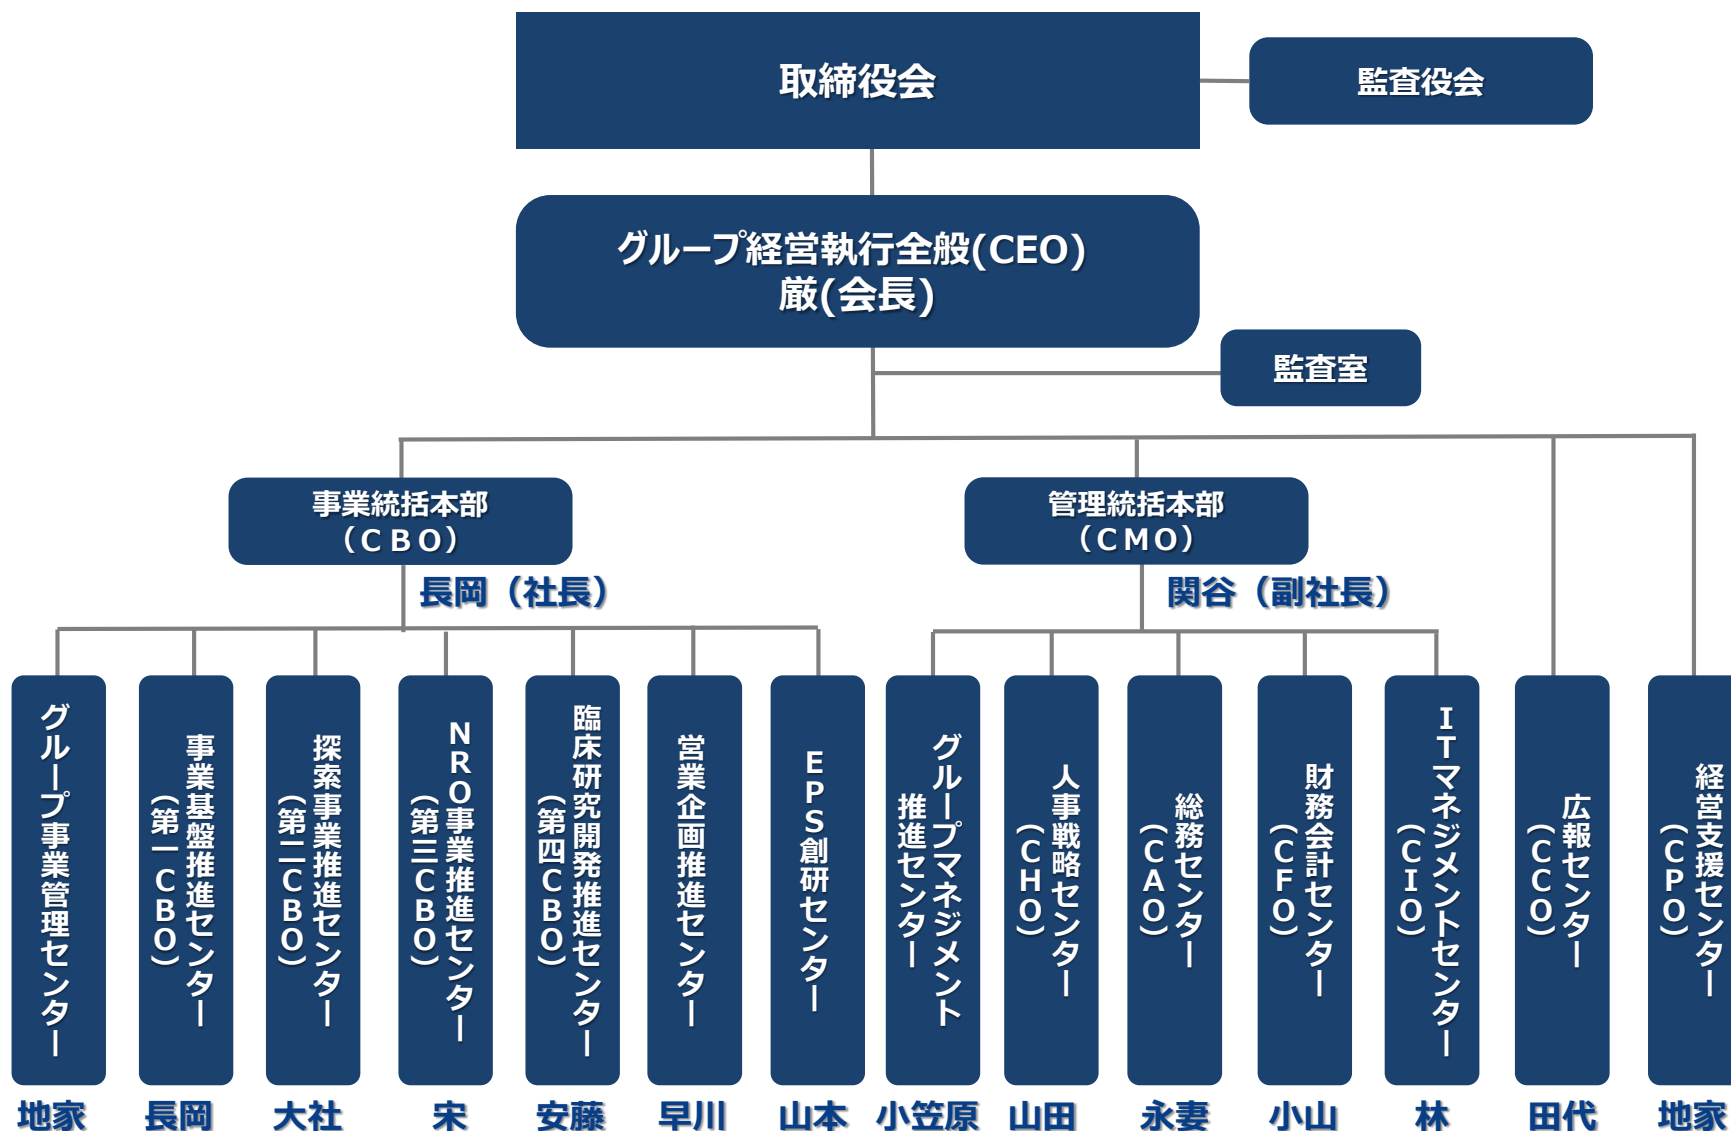 取締役会
監査役会
グループ経営執行全般(CEO)
厳(会長)
監査室
事業統括本部
（ＣＢＯ）
管理統括本部
（ＣＭＯ）
長岡（社長）
関谷（副社長）
グループ事業管理センター
事業基盤推進センター
（第一ＣＢＯ）
探索事業推進センター
（第二ＣＢＯ）
ＮＲＯ事業推進センター
（第三ＣＢＯ）
臨床研究開発推進センター
（第四ＣＢＯ）
営業企画推進センター
ＥＰＳ創研センター
グループマネジメント
推進センター
人事戦略センター
（ＣＨＯ）
総務センター
（ＣＡＯ）
財務会計センター
（ＣＦＯ）
ＩＴマネジメントセンター
（ＣＩＯ）
広報センター
（ＣＣＯ）
経営支援センター
（ＣＰＯ）
地家
長岡
大社
宋
安藤
早川
山本
小笠原
山田
永妻
小山
林
田代
地家